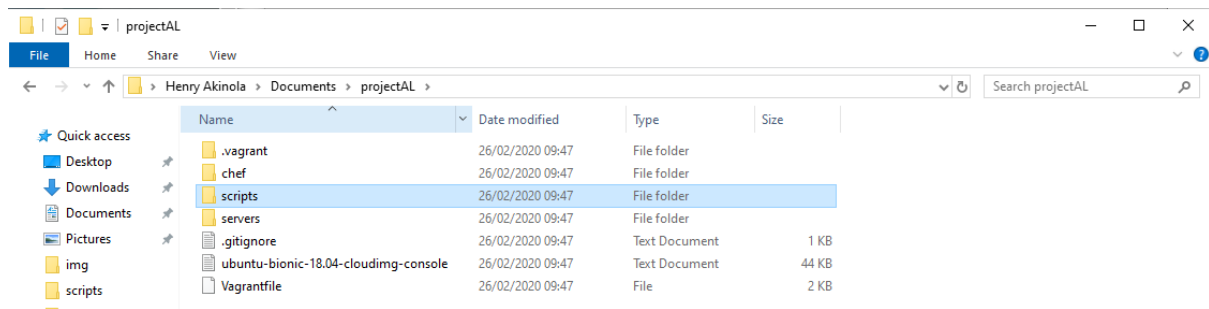 projectAL
File Home Share View
Henry Akinola > Documents > projectAL >
Search projectAL
Name Date modified Type Size
Quick access
Desktop
Downloads
Documents
Pictures
img
scripts
.vagrant 26/02/2020 09:47 File folder
chef 26/02/2020 09:47 File folder
scripts 26/02/2020 09:47 File folder
servers 26/02/2020 09:47 File folder
.gitignore 26/02/2020 09:47 Text Document 1 KB
ubuntu-bionic-18.04-cloudimg-console 26/02/2020 09:47 Text Document 44 KB
Vagrantfile 26/02/2020 09:47 File 2 KB